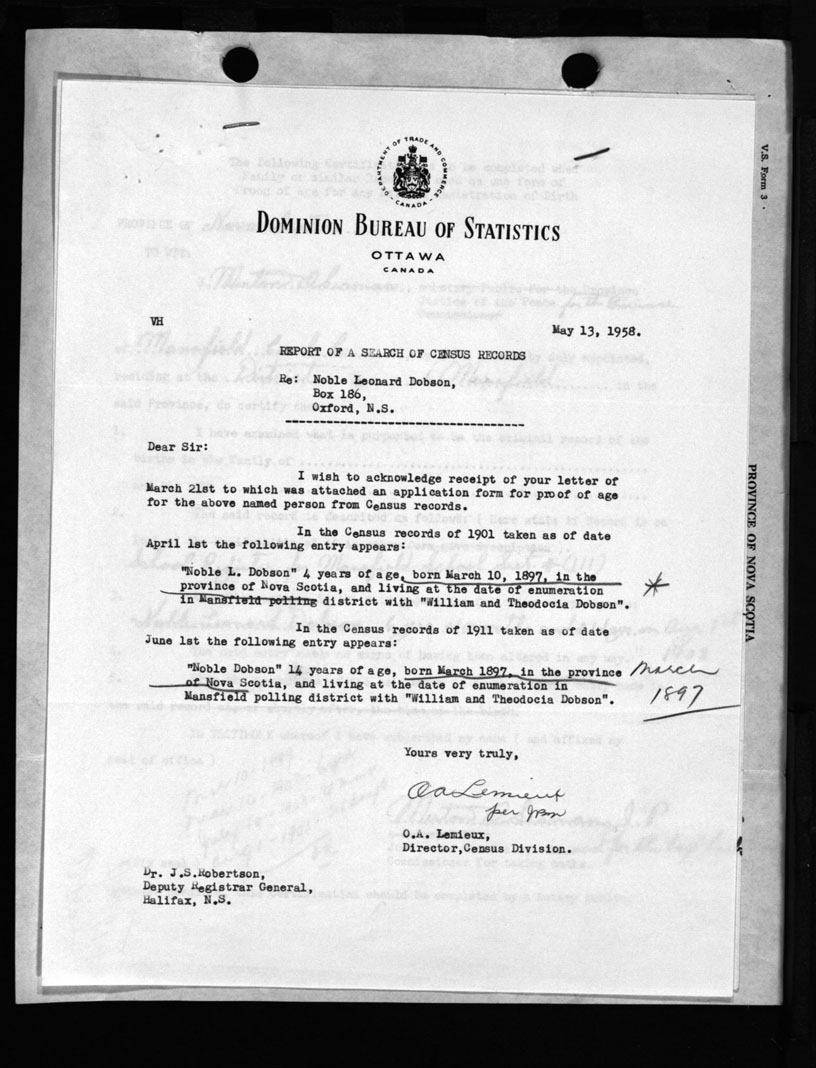 V.S. Form 3.
PROVINCE OF NOVA SCOTIA
DEPARTMENT OF TRADE AND COMMERCE
- CANADA -
DOMINION BUREAU OF STATISTICS
OTTAWA
CANADA
VH
May 13, 1958.
REPORT OF A SEARCH OF CENSUS RECORDS
Re: Noble Leonard Dobson,
Box 186,
Oxford, N.S.
Dear Sir:
I wish to acknowledge receipt of your letter of
March 21st to which was attached an application form for proof of age
for the above named person from Census records.
In the Census records of 1901 taken as of date
April 1st the following entry appears:
"Noble L. Dobson" 4 years of age, born March 10, 1897, in the
province of Nova Scotia, and living at the date of enumeration
in Mansfield polling district with "William and Theodocia Dobson".
In the Census records of 1911 taken as of date
June 1st the following entry appears:
"Noble Dobson" 14 years of age, born March 1897, in the province
of Nova Scotia, and living at the date of enumeration in
Mansfield polling district with "William and Theodocia Dobson".
March
1897
Yours very truly,
OA Lemieux
per
O.A. Lemieux,
Director, Census Division.
Dr. J.S.Robertson,
Deputy Registrar General,
Halifax, N.S.